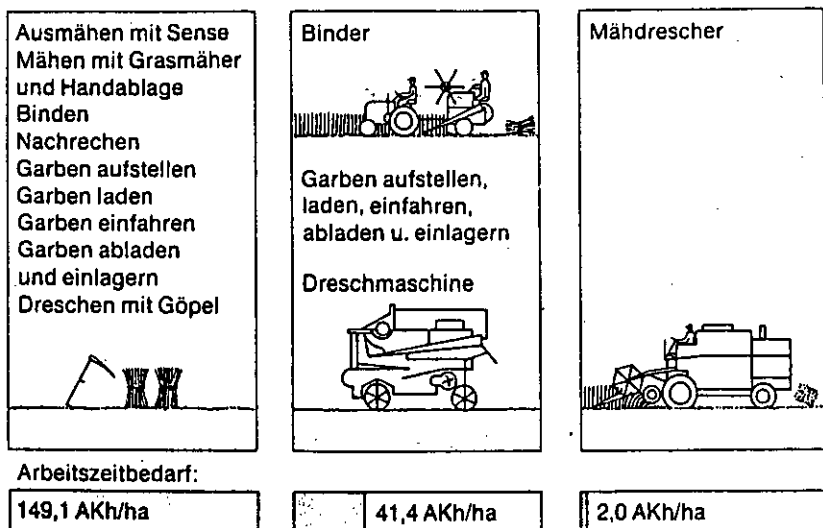 Ausmähen mit Sense
Mähen mit Grasmäher
und Handablage
Binden
Nachrechen
Garben aufstellen
Garben laden
Garben einfahren
Garben abladen
und einlagern
Dreschen mit Göpel
Binder
Garben aufstellen,
laden, einfahren,
abladen u. einlagern
Dreschmaschine
Mähdrescher
Arbeitszeitbedarf:
149,1 AKh/ha
41,4 AKh/ha
2,0 AKh/ha